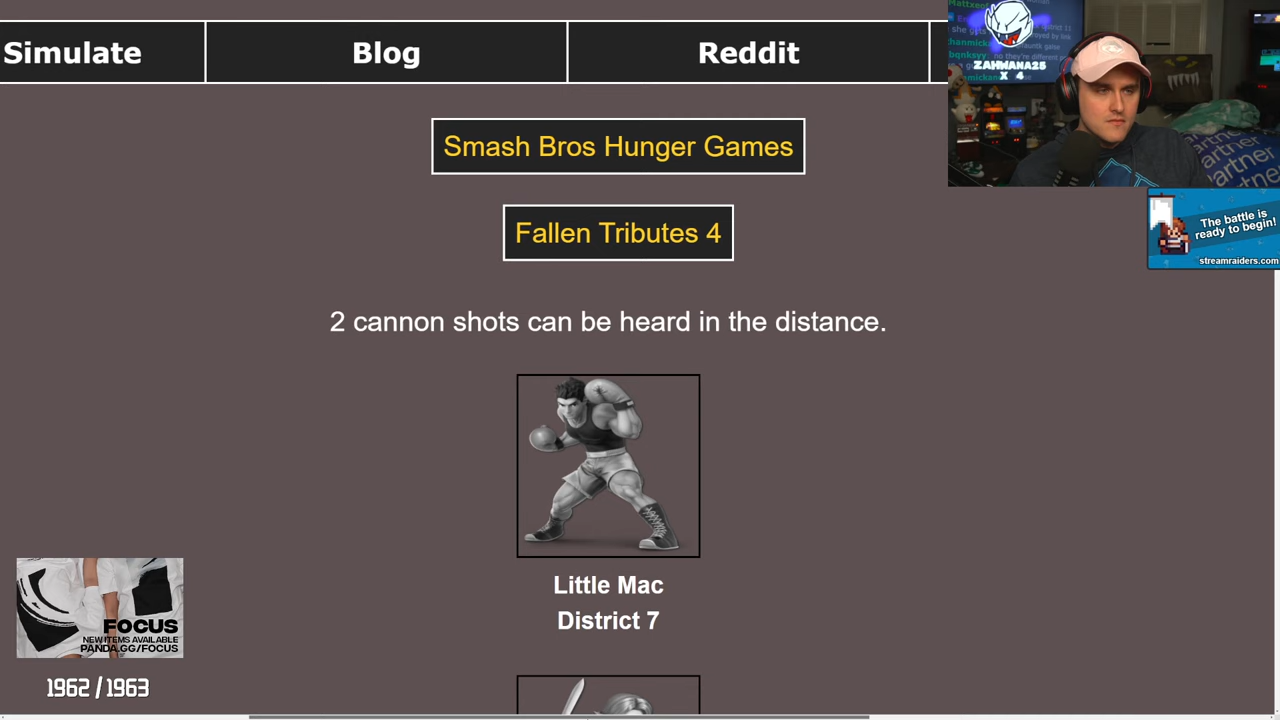 Simulate
Blog
Reddit
Smash Bros Hunger Games
Fallen Tributes 4
2 cannon shots can be heard in the distance.
Little Mac
District 7
ZAHWANA25
X 4
The battle is
ready to begin!
streamraiders.com
FOCUS
NEW ITEMS AVAILABLE
PANDA.GG/FOCUS
1962 / 1963